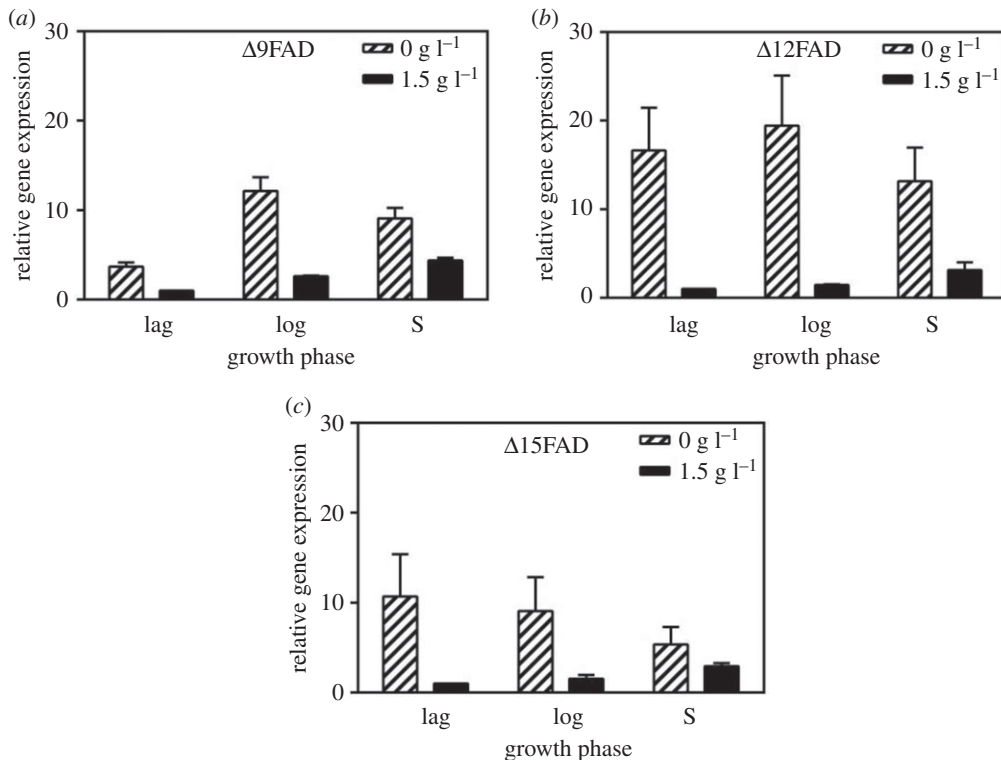 (a)
30
20
10
0
relative gene expression
Δ9FAD
0 g l⁻¹
1.5 g l⁻¹
lag log S
growth phase
(b)
30
20
10
0
relative gene expression
Δ12FAD
0 g l⁻¹
1.5 g l⁻¹
lag log S
growth phase
(c)
30
20
10
0
relative gene expression
Δ15FAD
0 g l⁻¹
1.5 g l⁻¹
lag log S
growth phase